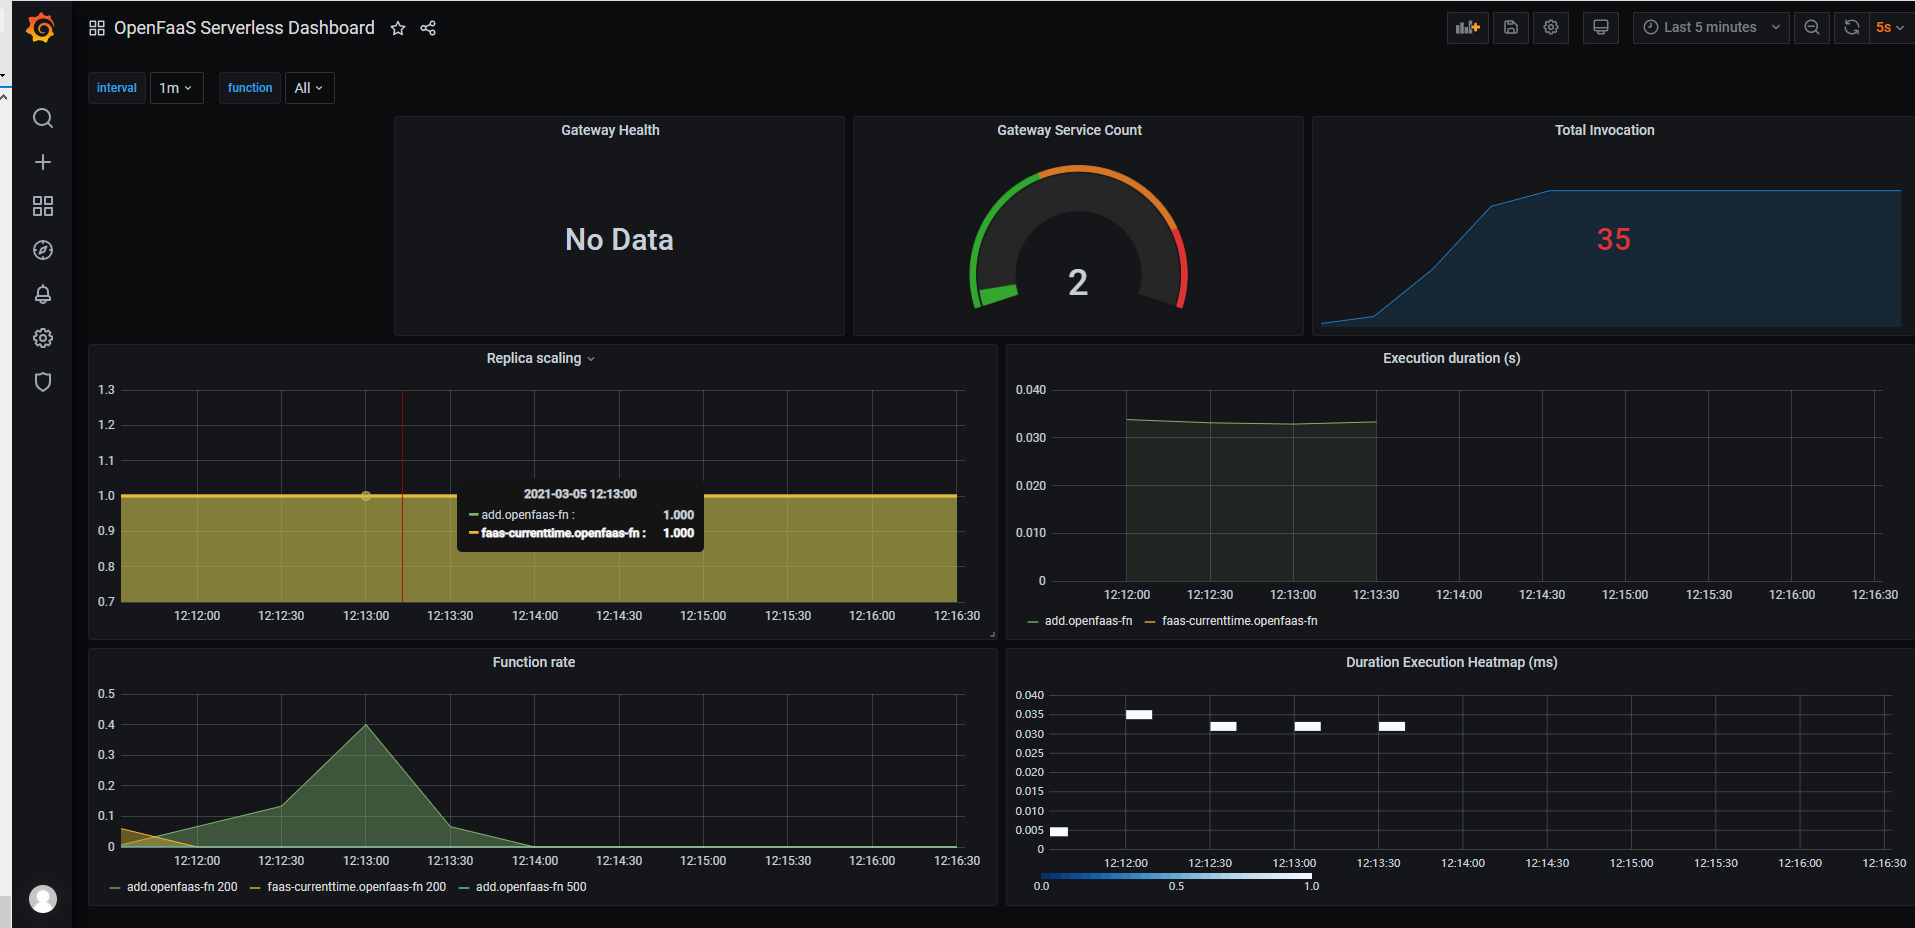 OpenFaaS Serverless Dashboard
Last 5 minutes
5s
interval 1m function All
Gateway Health
No Data
Gateway Service Count
2
Total Invocation
35
Replica scaling
1.3
1.2
1.1
1.0
0.9
0.8
0.7
12:12:00 12:12:30 12:13:00 12:13:30 12:14:00 12:14:30 12:15:00 12:15:30 12:16:00 12:16:30
2021-03-05 12:13:00
add.openfaas-fn : 1.000
faas-currenttime.openfaas-fn : 1.000
Execution duration (s)
0.040
0.030
0.020
0.010
0
12:12:00 12:12:30 12:13:00 12:13:30 12:14:00 12:14:30 12:15:00 12:15:30 12:16:00 12:16:30
add.openfaas-fn faas-currenttime.openfaas-fn
Function rate
0.5
0.4
0.3
0.2
0.1
0
12:12:00 12:12:30 12:13:00 12:13:30 12:14:00 12:14:30 12:15:00 12:15:30 12:16:00 12:16:30
add.openfaas-fn 200 faas-currenttime.openfaas-fn 200 add.openfaas-fn 500
Duration Execution Heatmap (ms)
0.040
0.035
0.030
0.025
0.020
0.015
0.010
0.005
0
12:12:00 12:12:30 12:13:00 12:13:30 12:14:00 12:14:30 12:15:00 12:15:30 12:16:00 12:16:30
0.0 0.5 1.0